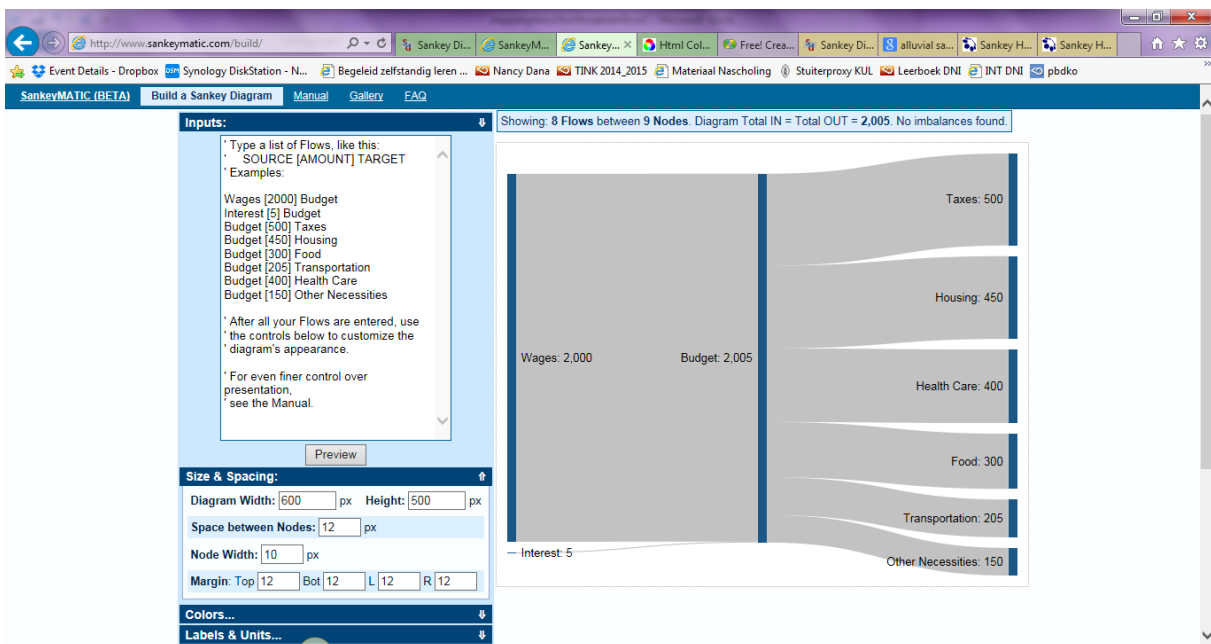 http://www.sankeymatic.com/build/
Sankey Di...
SankeyM...
Sankey...
Html Col...
Free! Crea...
Sankey Di...
alluvial sa...
Sankey H...
Sankey H...
Event Details - Dropbox
DSM
Synology DiskStation - N...
Begeleid zelfstandig leren ...
Nancy Dana
TINK 2014_2015
Materiaal Nascholing
Stuiterproxy KUL
Leerboek DNI
INT DNI
pbdko
SankeyMATIC (BETA)
Build a Sankey Diagram
Manual
Gallery
FAQ
Inputs:
' Type a list of Flows, like this:
' SOURCE [AMOUNT] TARGET
' Examples:
Wages [2000] Budget
Interest [5] Budget
Budget [500] Taxes
Budget [450] Housing
Budget [300] Food
Budget [205] Transportation
Budget [400] Health Care
Budget [150] Other Necessities
' After all your Flows are entered, use
' the controls below to customize the
' diagram's appearance.
' For even finer control over
presentation,
' see the Manual.
Preview
Size & Spacing:
Diagram Width: 600 px Height: 500 px
Space between Nodes: 12 px
Node Width: 10 px
Margin: Top 12 Bot 12 L 12 R 12
Colors...
Labels & Units...
Showing: 8 Flows between 9 Nodes. Diagram Total IN = Total OUT = 2,005. No imbalances found.
Wages: 2,000
Interest: 5
Budget: 2,005
Taxes: 500
Housing: 450
Health Care: 400
Food: 300
Transportation: 205
Other Necessities: 150